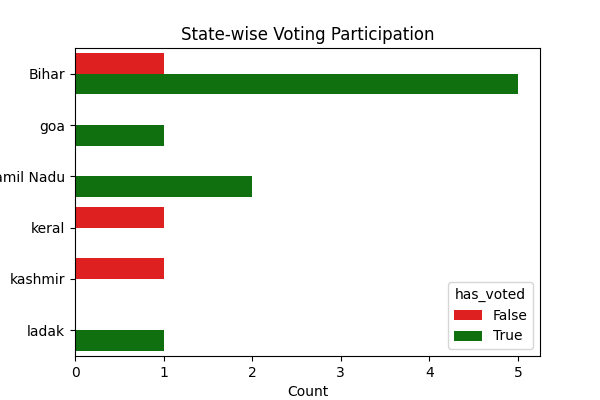 State-wise Voting Participation
Bihar
goa
amil Nadu
keral
kashmir
ladak
has_voted
False
True
0 1 2 3 4 5
Count